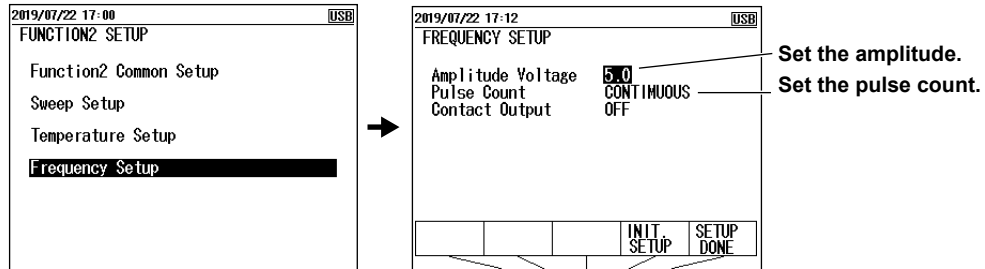 2019/07/22 17:00 USB
FUNCTION2 SETUP
Function2 Common Setup
Sweep Setup
Temperature Setup
Frequency Setup
2019/07/22 17:12 USB
FREQUENCY SETUP
Amplitude Voltage 5.0
Pulse Count CONTIMUOUS
Contact Output OFF
INIT. SETUP
SETUP DONE
Set the amplitude.
Set the pulse count.